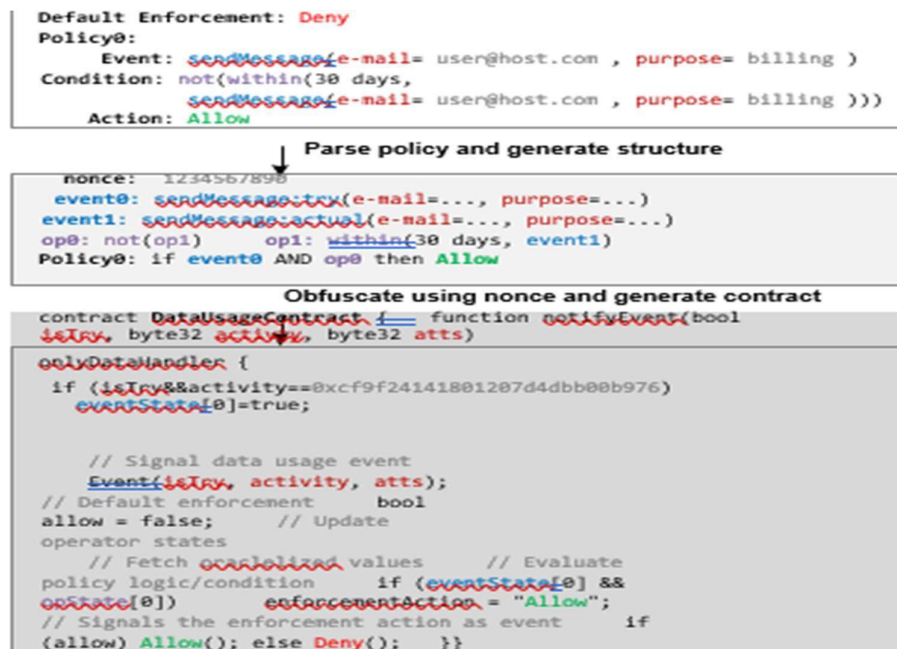 Default Enforcement: Deny
Policy0:
Event: sendMessage(e-mail= user@host.com , purpose= billing )
Condition: not(within(30 days,
sendMessage(e-mail= user@host.com , purpose= billing )))
Action: Allow
Parse policy and generate structure
nonce: 1234567890
event0: sendMessage:try(e-mail=..., purpose=...)
event1: sendMessage:actual(e-mail=..., purpose=...)
op0: not(op1) op1: within(30 days, event1)
Policy0: if event0 AND op0 then Allow
Obfuscate using nonce and generate contract
contract DataUsageContract { function notifyEvent(bool
isTry, byte32 activity, byte32 atts)
onlyDataHandler {
if (isTry&&activity==0xcf9f24141801207d4dbb00b976)
eventState[0]=true;
// Signal data usage event
Event(isTry, activity, atts);
// Default enforcement bool
allow = false; // Update
operator states
// Fetch oraclelized values // Evaluate
policy logic/condition if (eventState[0] &&
opState[0]) enforcementAction = "Allow";
// Signals the enforcement action as event if
(allow) Allow(); else Deny(); }}